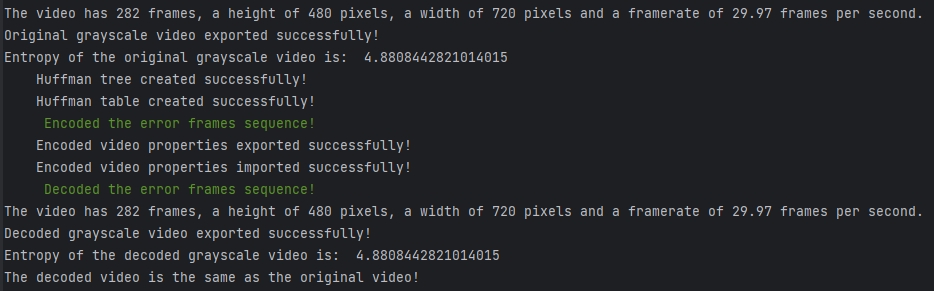 The video has 282 frames, a height of 480 pixels, a width of 720 pixels and a framerate of 29.97 frames per second.
Original grayscale video exported successfully!
Entropy of the original grayscale video is:  4.8808442821014015
    Huffman tree created successfully!
    Huffman table created successfully!
     Encoded the error frames sequence!
    Encoded video properties exported successfully!
    Encoded video properties imported successfully!
     Decoded the error frames sequence!
The video has 282 frames, a height of 480 pixels, a width of 720 pixels and a framerate of 29.97 frames per second.
Decoded grayscale video exported successfully!
Entropy of the decoded grayscale video is:  4.8808442821014015
The decoded video is the same as the original video!